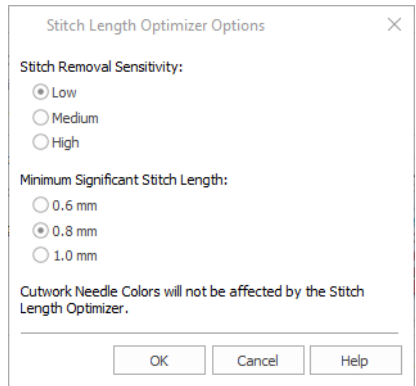 Stitch Length Optimizer Options
Stitch Removal Sensitivity:
Low
Medium
High
Minimum Significant Stitch Length:
0.6 mm
0.8 mm
1.0 mm
Cutwork Needle Colors will not be affected by the Stitch
Length Optimizer.
OK Cancel Help